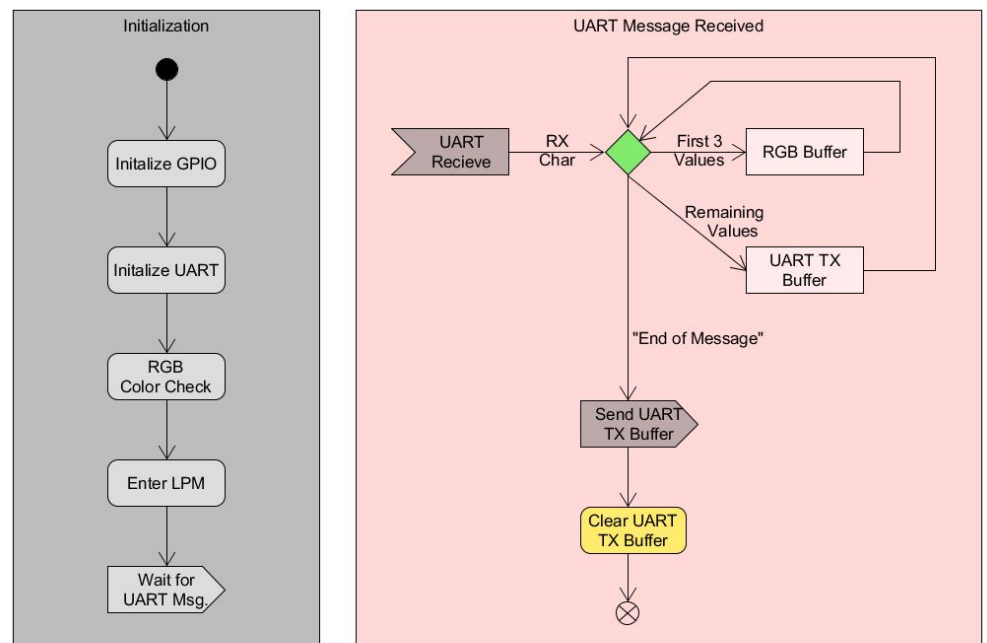 Initialization
Initalize GPIO
Initalize UART
RGB
Color Check
Enter LPM
Wait for
UART Msg.
UART Message Received
UART
Recieve
RX
Char
First 3
Values
RGB Buffer
Remaining
Values
UART TX
Buffer
"End of Message"
Send UART
TX Buffer
Clear UART
TX Buffer